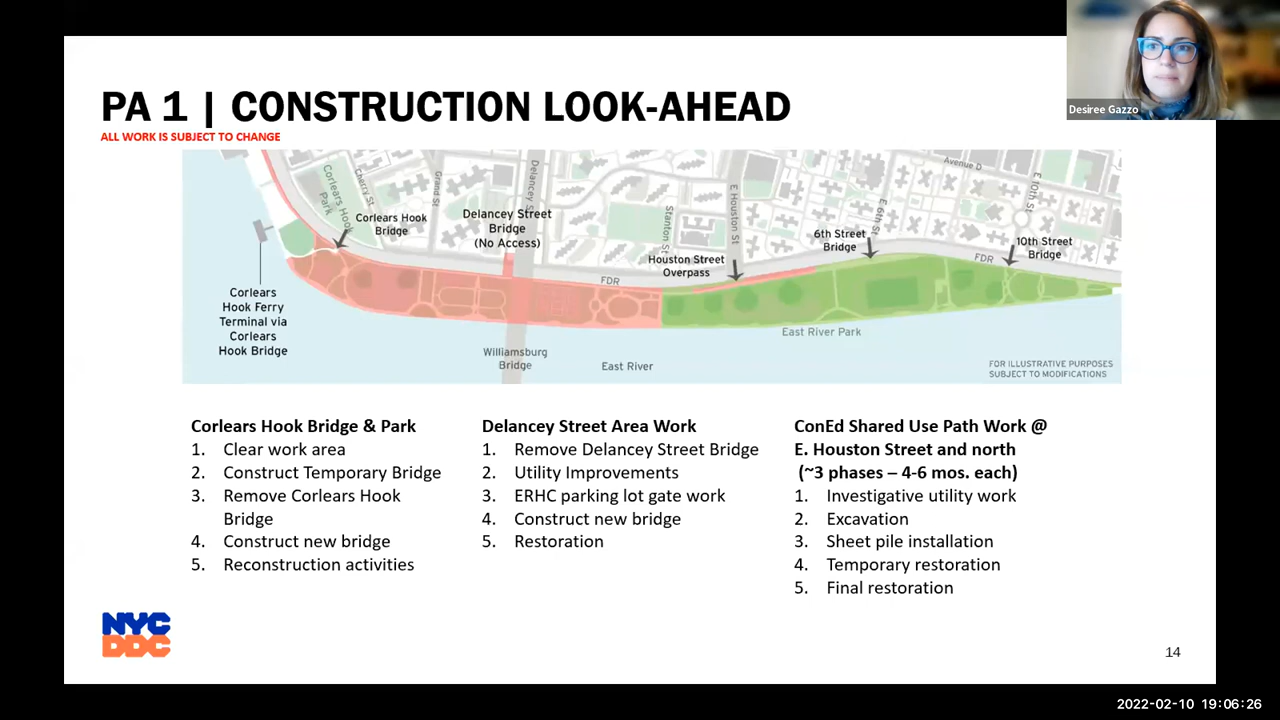 Desiree Gazzo
PA 1 | CONSTRUCTION LOOK-AHEAD
ALL WORK IS SUBJECT TO CHANGE
Corlears Hook Park
Cherry St
Grand St
Delancey St
Stanton St
E Houston St
E 6th St
Avenue D
E 10th St
Corlears Hook
Bridge
Delancey Street
Bridge
(No Access)
Houston Street
Overpass
6th Street
Bridge
10th Street
Bridge
FDR
FDR
Corlears
Hook Ferry
Terminal via
Corlears
Hook Bridge
East River Park
Williamsburg
Bridge
East River
FOR ILLUSTRATIVE PURPOSES
SUBJECT TO MODIFICATIONS
Corlears Hook Bridge & Park
1. Clear work area
2. Construct Temporary Bridge
3. Remove Corlears Hook
Bridge
4. Construct new bridge
5. Reconstruction activities
Delancey Street Area Work
1. Remove Delancey Street Bridge
2. Utility Improvements
3. ERHC parking lot gate work
4. Construct new bridge
5. Restoration
ConEd Shared Use Path Work @
E. Houston Street and north
(~3 phases – 4-6 mos. each)
1. Investigative utility work
2. Excavation
3. Sheet pile installation
4. Temporary restoration
5. Final restoration
NYC
DDC
14
2022-02-10 19:06:26